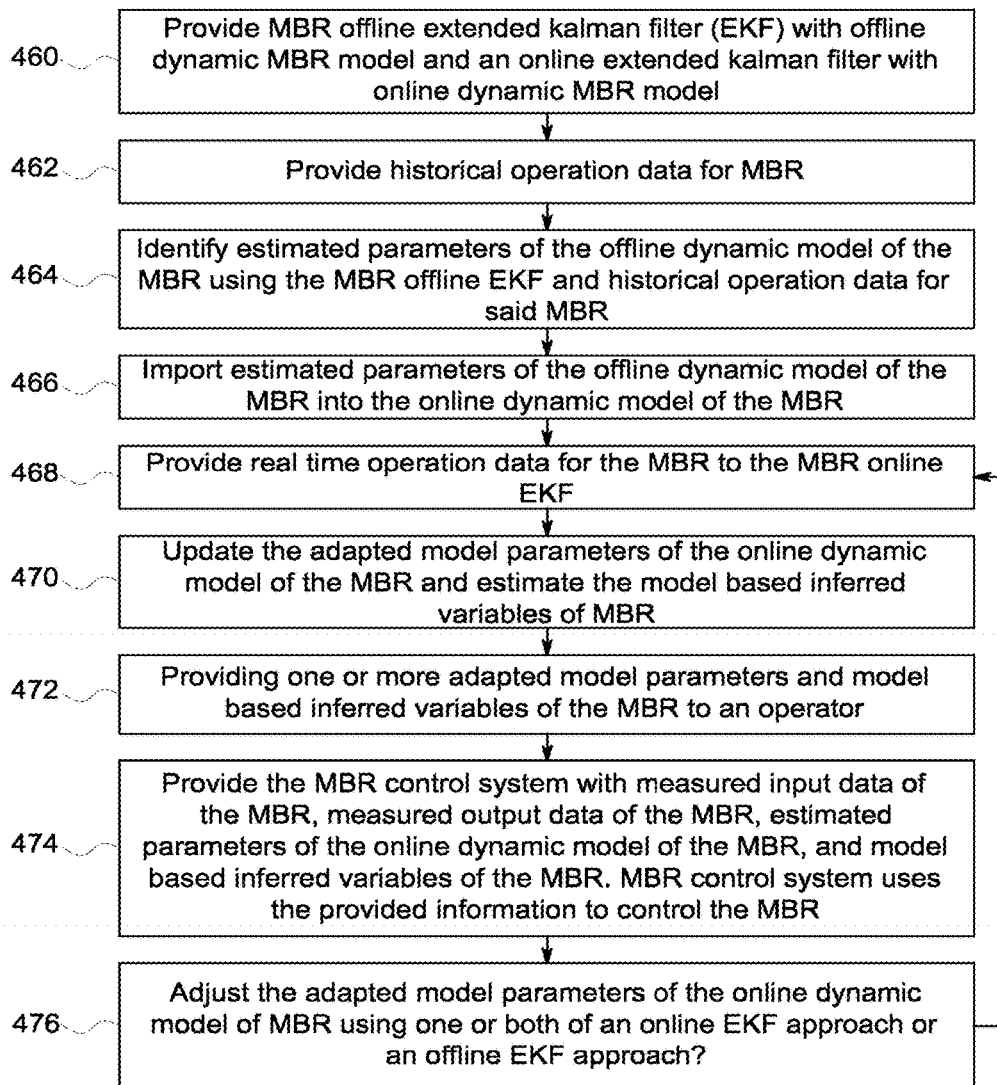 460
Provide MBR offline extended kalman filter (EKF) with offline
dynamic MBR model and an online extended kalman filter with
online dynamic MBR model
462
Provide historical operation data for MBR
464
Identify estimated parameters of the offline dynamic model of the
MBR using the MBR offline EKF and historical operation data for
said MBR
466
Import estimated parameters of the offline dynamic model of the
MBR into the online dynamic model of the MBR
468
Provide real time operation data for the MBR to the MBR online
EKF
470
Update the adapted model parameters of the online dynamic
model of the MBR and estimate the model based inferred
variables of MBR
472
Providing one or more adapted model parameters and model
based inferred variables of the MBR to an operator
474
Provide the MBR control system with measured input data of
the MBR, measured output data of the MBR, estimated
parameters of the online dynamic model of the MBR, and model
based inferred variables of the MBR. MBR control system uses
the provided information to control the MBR
476
Adjust the adapted model parameters of the online dynamic
model of MBR using one or both of an online EKF approach or
an offline EKF approach?